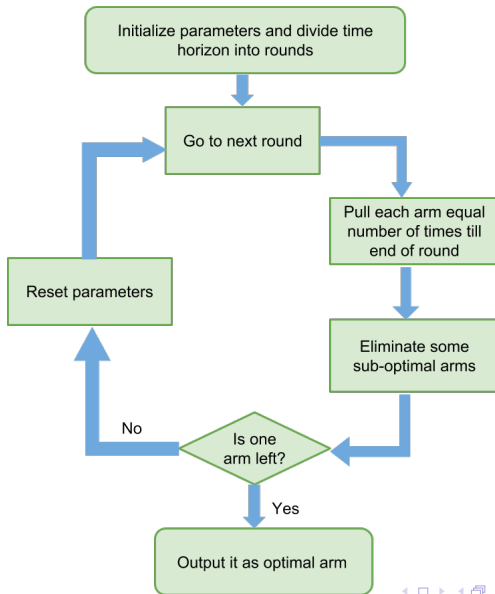 Initialize parameters and divide time
horizon into rounds
Go to next round
Pull each arm equal
number of times till
end of round
Reset parameters
Eliminate some
sub-optimal arms
No
Is one
arm left?
Yes
Output it as optimal arm